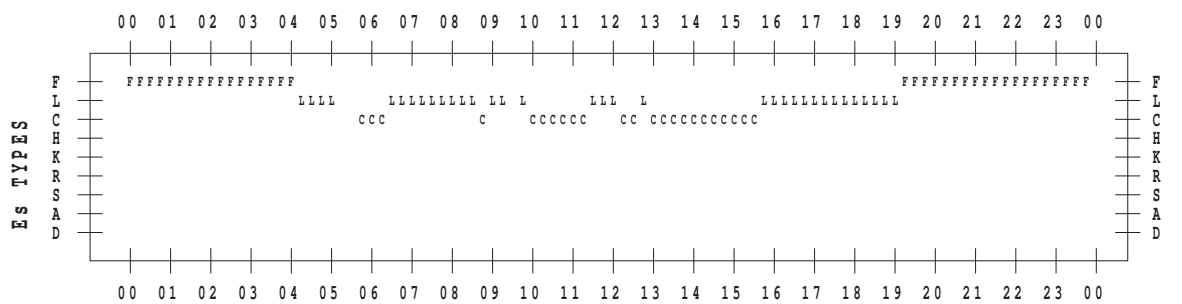 00 01 02 03 04 05 06 07 08 09 10 11 12 13 14 15 16 17 18 19 20 21 22 23 00
F FFFFFFFFFFFFFFFFF FFFFFFFFFFFFFFFFFFF F
L LLLL LLLLLLLLL LL L LLL L LLLLLLLLLLLLLL L
C CCC C CCCCCC CC CCCCCCCCCCC C
H H
K K
R R
S S
A A
D D
Es TYPES
00 01 02 03 04 05 06 07 08 09 10 11 12 13 14 15 16 17 18 19 20 21 22 23 00